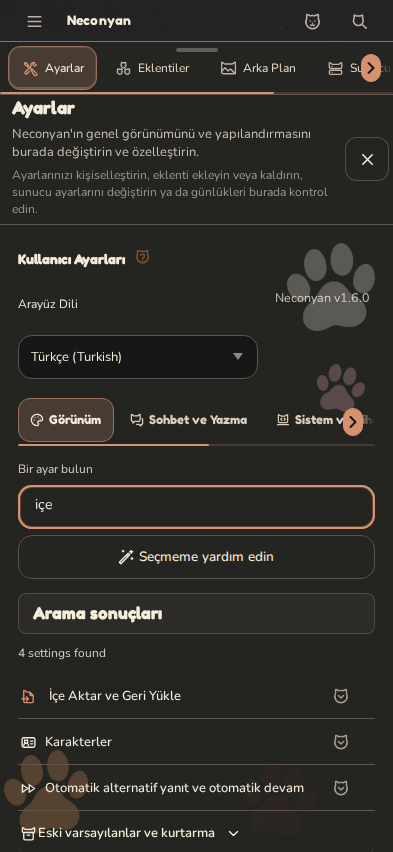 Neconyan
Ayarlar
Eklentiler
Arka Plan
Ayarlar
Neconyan'ın genel görünümünü ve yapılandırmasını
burada değiştirin ve özelleştirin.
Ayarlarınızı kişiselleştirin, eklenti ekleyin veya kaldırın,
sunucu ayarlarını değiştirin ya da günlükleri burada kontrol
edin.
Kullanıcı Ayarları
Neconyan v1.6.0
Arayüz Dili
Türkçe (Turkish)
Görünüm
Sohbet ve Yazma
Sistem
Bir ayar bulun
içe
Seçmeme yardım edin
Arama sonuçları
4 settings found
İçe Aktar ve Geri Yükle
Karakterler
Otomatik alternatif yanıt ve otomatik devam
Eski varsayılanlar ve kurtarma